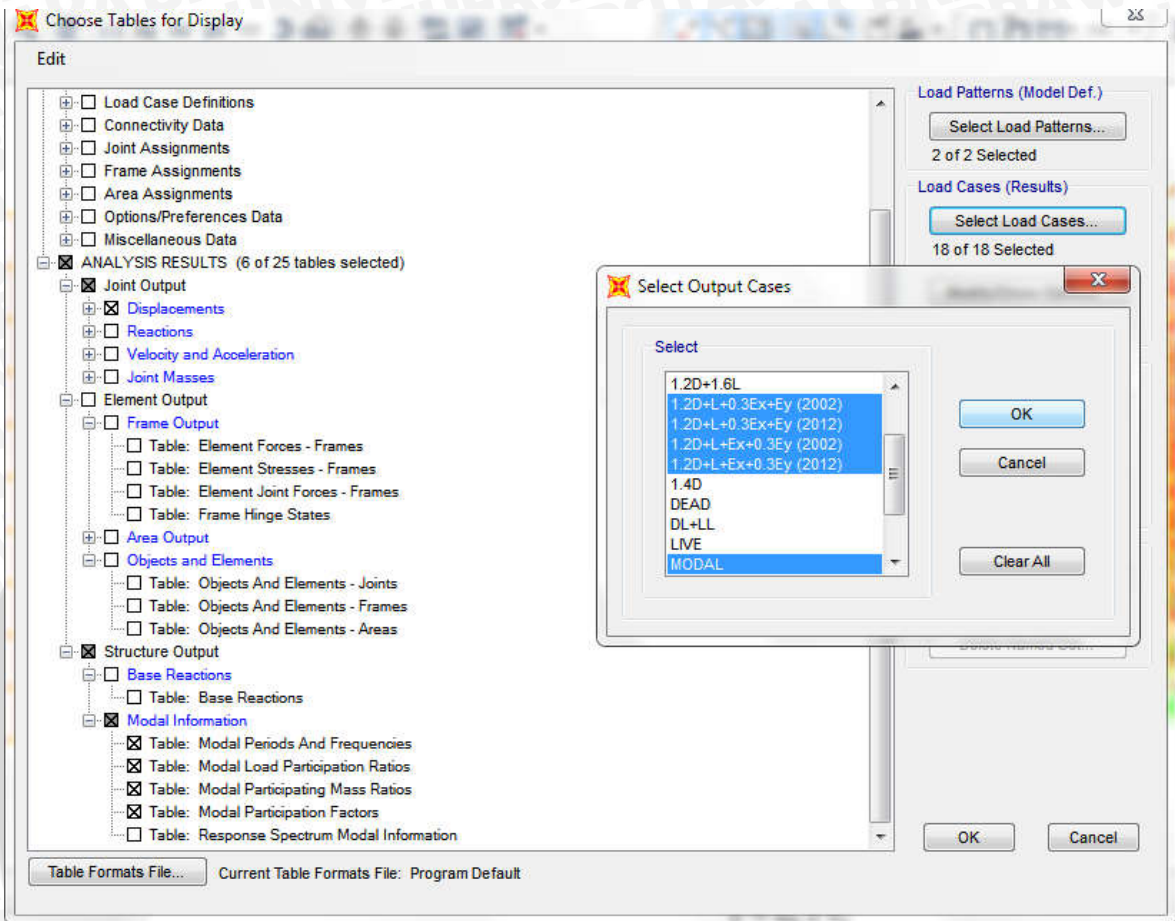 Choose Tables for Display
Edit
Load Case Definitions
Connectivity Data
Joint Assignments
Frame Assignments
Area Assignments
Options/Preferences Data
Miscellaneous Data
ANALYSIS RESULTS (6 of 25 tables selected)
Joint Output
Displacements
Reactions
Velocity and Acceleration
Joint Masses
Element Output
Frame Output
Table: Element Forces - Frames
Table: Element Stresses - Frames
Table: Element Joint Forces - Frames
Table: Frame Hinge States
Area Output
Objects and Elements
Table: Objects And Elements - Joints
Table: Objects And Elements - Frames
Table: Objects And Elements - Areas
Structure Output
Base Reactions
Table: Base Reactions
Modal Information
Table: Modal Periods And Frequencies
Table: Modal Load Participation Ratios
Table: Modal Participating Mass Ratios
Table: Modal Participation Factors
Table: Response Spectrum Modal Information
Table Formats File...
Current Table Formats File: Program Default
Load Patterns (Model Def.)
Select Load Patterns...
2 of 2 Selected
Load Cases (Results)
Select Load Cases...
18 of 18 Selected
Select Output Cases
Select
1.2D+1.6L
1.2D+L+0.3Ex+Ey (2002)
1.2D+L+0.3Ex+Ey (2012)
1.2D+L+Ex+0.3Ey (2002)
1.2D+L+Ex+0.3Ey (2012)
1.4D
DEAD
DL+LL
LIVE
MODAL
OK
Cancel
Clear All
OK
Cancel